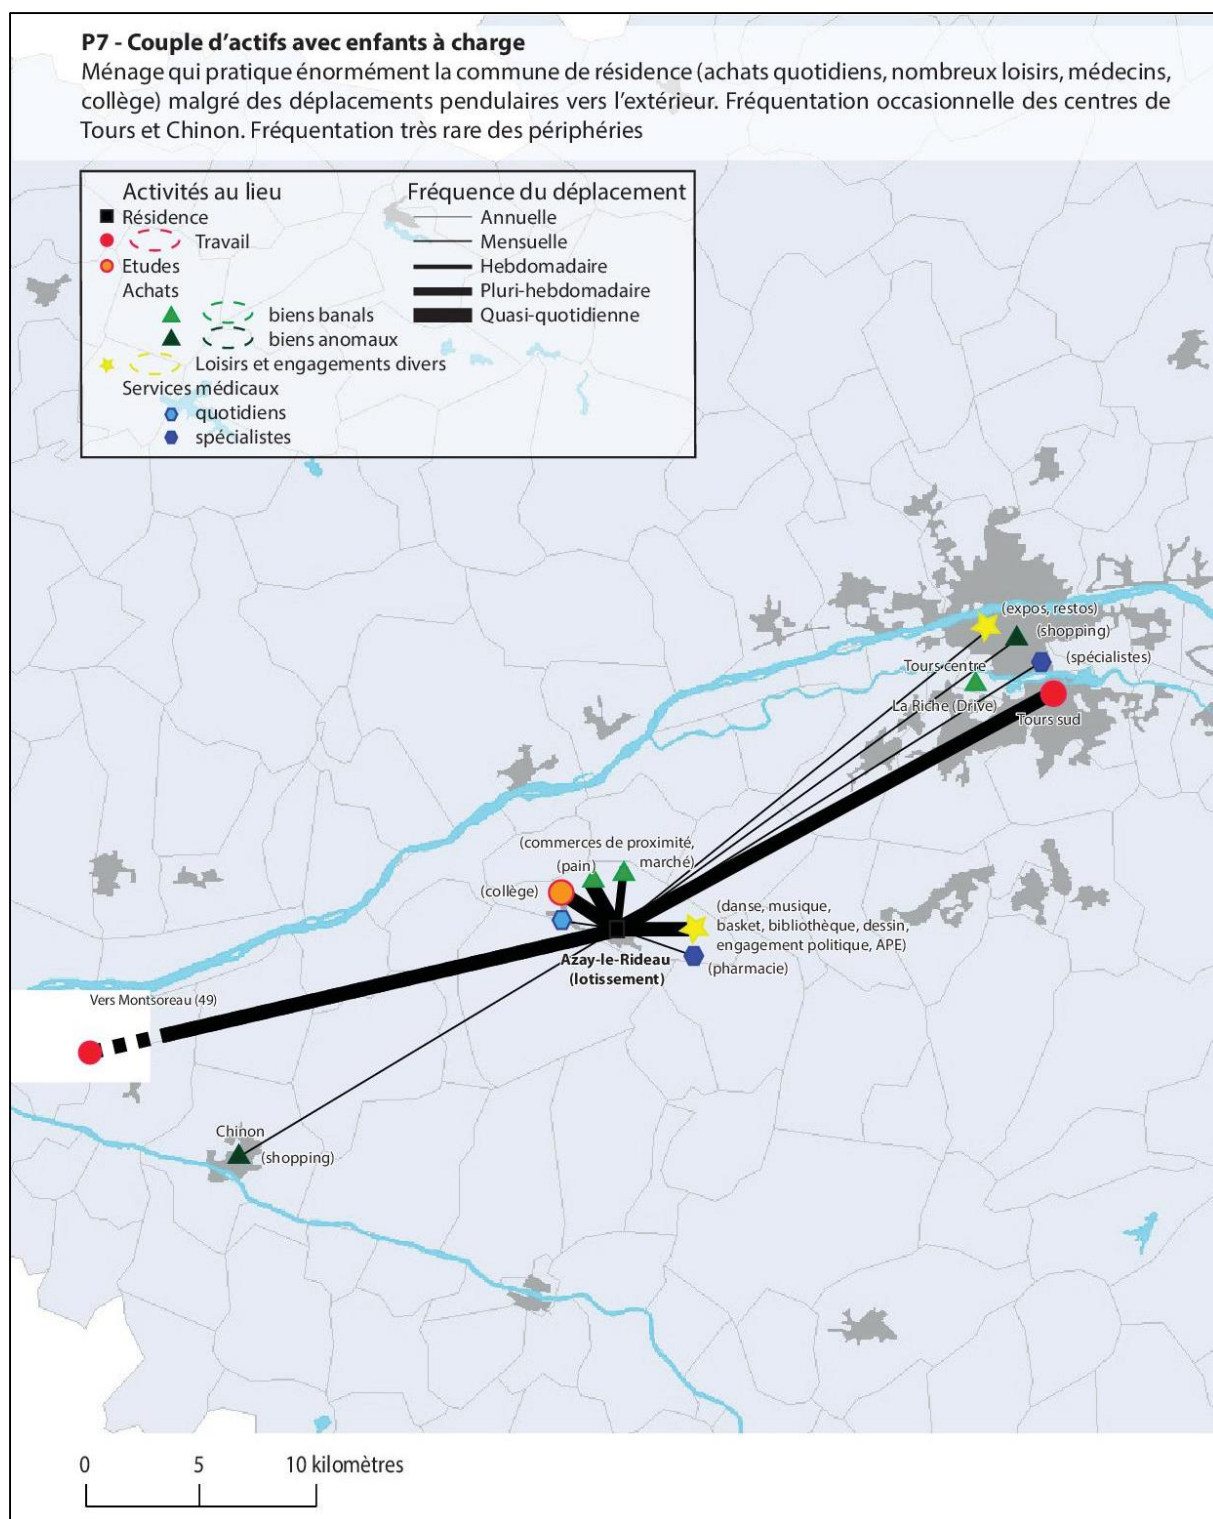 P7 - Couple d'actifs avec enfants à charge
Ménage qui pratique énormément la commune de résidence (achats quotidiens, nombreux loisirs, médecins,
collège) malgré des déplacements pendulaires vers l'extérieur. Fréquentation occasionnelle des centres de
Tours et Chinon. Fréquentation très rare des périphéries
Activités au lieu
Résidence
Travail
Etudes
Achats
biens banals
biens anomaux
Loisirs et engagements divers
Services médicaux
quotidiens
spécialistes
Fréquence du déplacement
Annuelle
Mensuelle
Hebdomadaire
Pluri-hebdomadaire
Quasi-quotidienne
(expos, restos)
(shopping)
(spécialistes)
Tours centre
La Riche (Drive)
Tours sud
(commerces de proximité,
marché)
(pain)
(collège)
(danse, musique,
basket, bibliothèque, dessin,
engagement politique, APE)
(pharmacie)
Azay-le-Rideau
(lotissement)
Vers Montsoreau (49)
Chinon
(shopping)
0 5 10 kilomètres